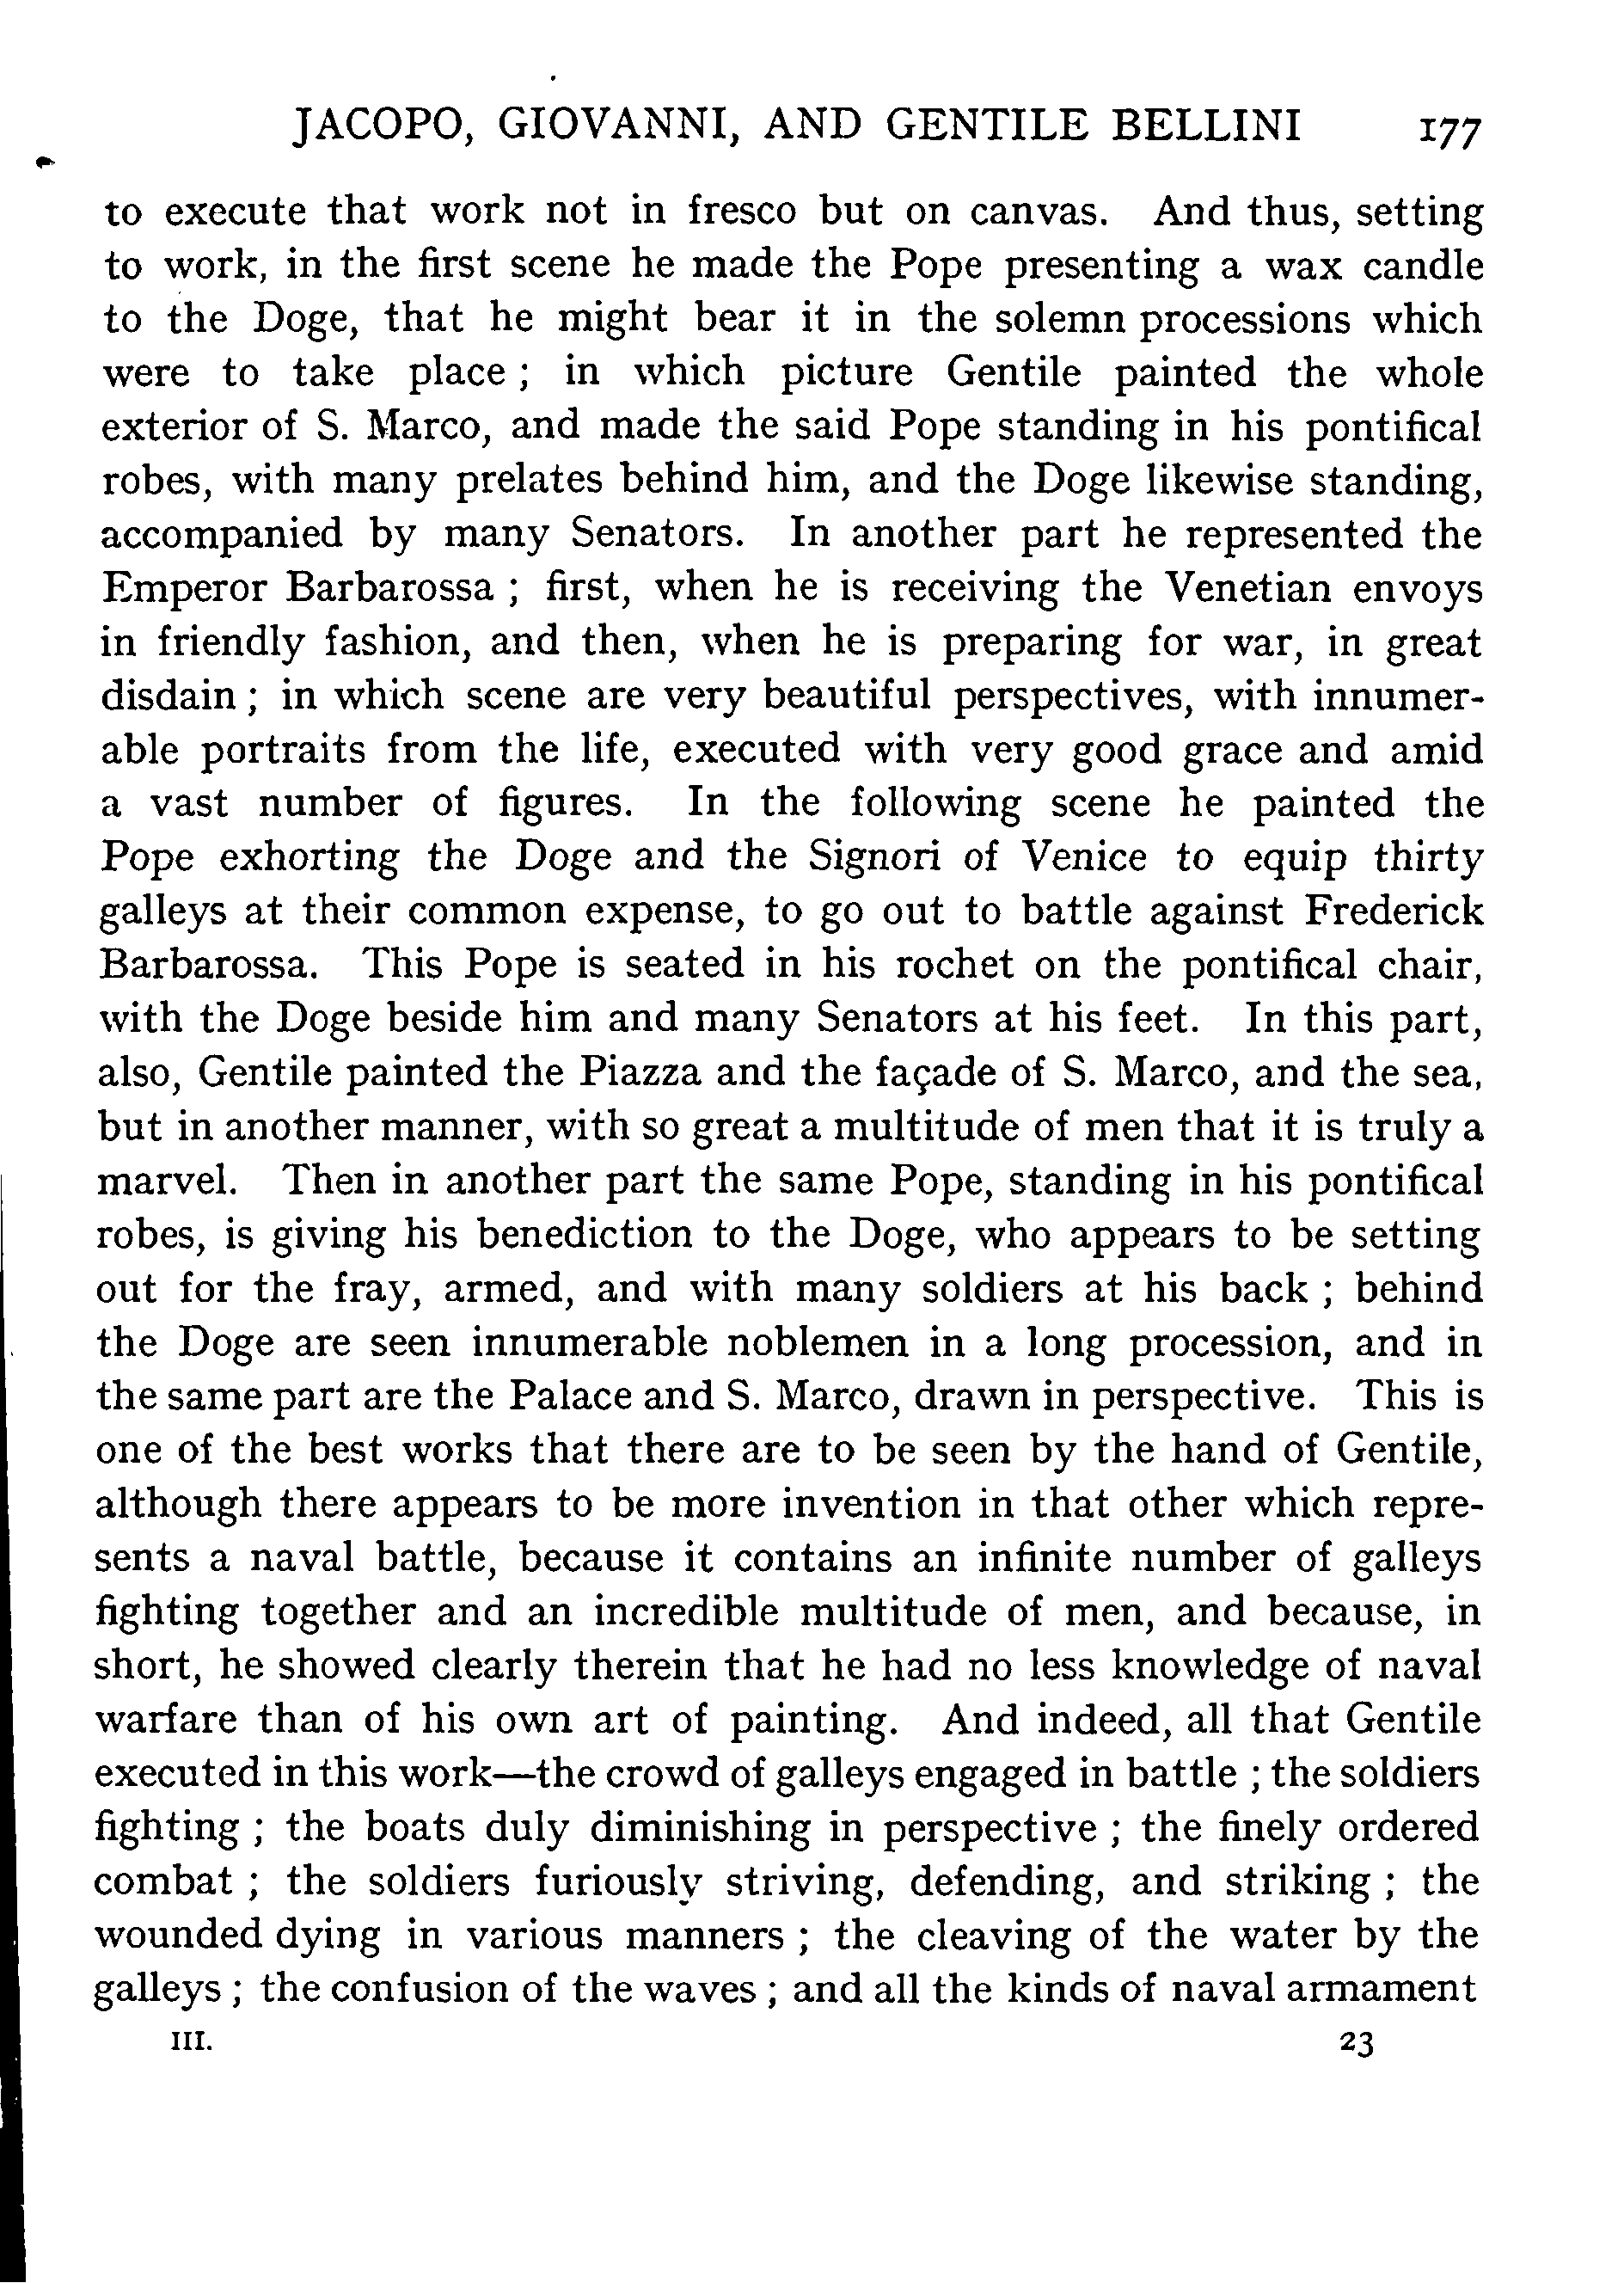 JACOPO, GIOVANNI, AND GENTILE BELLINI 177
to execute that work not in fresco but on canvas. And thus, setting
to work, in the first scene he made the Pope presenting a wax candle
to the Doge, that he might bear it in the solemn processions which
were to take place ; in which picture Gentile painted the whole
exterior of S. Marco, and made the said Pope standing in his pontifical
robes, with many prelates behind him, and the Doge likewise standing,
accompanied by many Senators. In another part he represented the
Emperor Barbarossa ; first, when he is receiving the Venetian envoys
in friendly fashion, and then, when he is preparing for war, in great
disdain ; in which scene are very beautiful perspectives, with innumer-
able portraits from the life, executed with very good grace and amid
a vast number of figures. In the following scene he painted the
Pope exhorting the Doge and the Signori of Venice to equip thirty
galleys at their common expense, to go out to battle against Frederick
Barbarossa. This Pope is seated in his rochet on the pontifical chair,
with the Doge beside him and many Senators at his feet. In this part,
also, Gentile painted the Piazza and the façade of S. Marco, and the sea,
but in another manner, with so great a multitude of men that it is truly a
marvel. Then in another part the same Pope, standing in his pontifical
robes, is giving his benediction to the Doge, who appears to be setting
out for the fray, armed, and with many soldiers at his back ; behind
the Doge are seen innumerable noblemen in a long procession, and in
the same part are the Palace and S. Marco, drawn in perspective. This is
one of the best works that there are to be seen by the hand of Gentile,
although there appears to be more invention in that other which repre-
sents a naval battle, because it contains an infinite number of galleys
fighting together and an incredible multitude of men, and because, in
short, he showed clearly therein that he had no less knowledge of naval
warfare than of his own art of painting. And indeed, all that Gentile
executed in this work—the crowd of galleys engaged in battle ; the soldiers
fighting ; the boats duly diminishing in perspective ; the finely ordered
combat ; the soldiers furiously striving, defending, and striking ; the
wounded dying in various manners ; the cleaving of the water by the
galleys ; the confusion of the waves ; and all the kinds of naval armament
III. 23